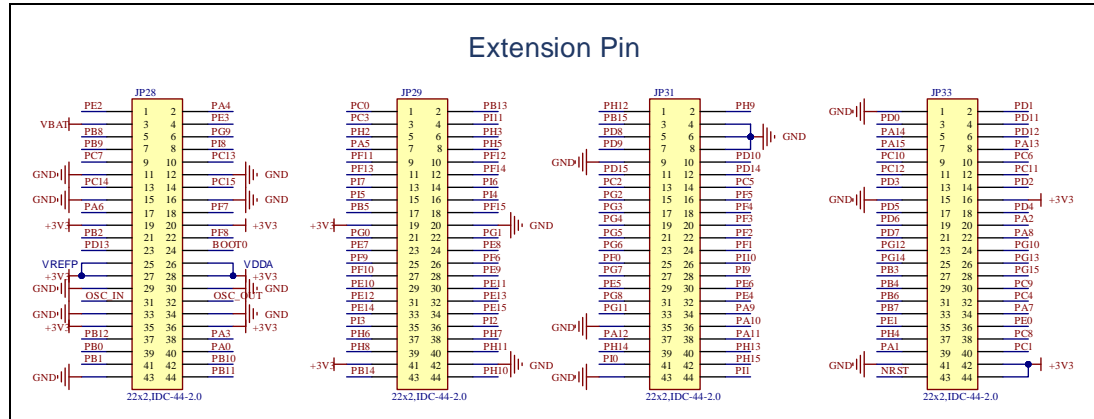 Extension Pin
JP28
PE2 1 2 PA4
VBAT 3 4 PE3
PB8 5 6 PG9
PB9 7 8 PI8
PC7 9 10 PC13
GND 11 12 GND
PC14 13 14 PC15
GND 15 16 GND
PA6 17 18 PF7
+3V3 19 20 +3V3
PB2 21 22 PF8
PD13 23 24 BOOT0
VREFP 25 26 VDDA
+3V3 27 28 +3V3
GND 29 30 GND
OSC_IN 31 32 OSC_OUT
GND 33 34 GND
+3V3 35 36 +3V3
PB12 37 38 PA3
PB0 39 40 PA0
PB1 41 42 PB10
GND 43 44 PB11
22x2,IDC-44-2.0
JP29
PC0 1 2 PB13
PC3 3 4 PI11
PH2 5 6 PH3
PA5 7 8 PH5
PF11 9 10 PF12
PF13 11 12 PF14
PI7 13 14 PI6
PI5 15 16 PI4
PB5 17 18 PF15
+3V3 19 20 GND
PG0 21 22 PG1
PE7 23 24 PE8
PF9 25 26 PF6
PF10 27 28 PE9
PE10 29 30 PE11
PE12 31 32 PE13
PE14 33 34 PE15
PI3 35 36 PI2
PH6 37 38 PH7
PH8 39 40 PH11
+3V3 41 42 GND
PB14 43 44 PH10
22x2,IDC-44-2.0
JP31
PH12 1 2 PH9
PB15 3 4
PD8 5 6 GND
PD9 7 8
GND 9 10 PD10
PD15 11 12 PD14
PC2 13 14 PC5
PG2 15 16 PF5
PG3 17 18 PF4
PG4 19 20 PF3
PG5 21 22 PF2
PG6 23 24 PF1
PF0 25 26 PI10
PG7 27 28 PI9
PE5 29 30 PE6
PG8 31 32 PE4
PG11 33 34 PA9
GND 35 36 PA10
PA12 37 38 PA11
PH14 39 40 PH13
PI0 41 42 PH15
GND 43 44 PI1
22x2,IDC-44-2.0
JP33
GND 1 2 PD1
PD0 3 4 PD11
PA14 5 6 PD12
PA15 7 8 PA13
PC10 9 10 PC6
PC12 11 12 PC11
PD3 13 14 PD2
GND 15 16 +3V3
PD5 17 18 PD4
PD6 19 20 PA2
PD7 21 22 PA8
PG12 23 24 PG10
PG14 25 26 PG13
PB3 27 28 PG15
PB4 29 30 PC9
PB6 31 32 PC4
PB7 33 34 PA7
PE1 35 36 PE0
PH4 37 38 PC8
PA1 39 40 PC1
GND 41 42 +3V3
NRST 43 44
22x2,IDC-44-2.0